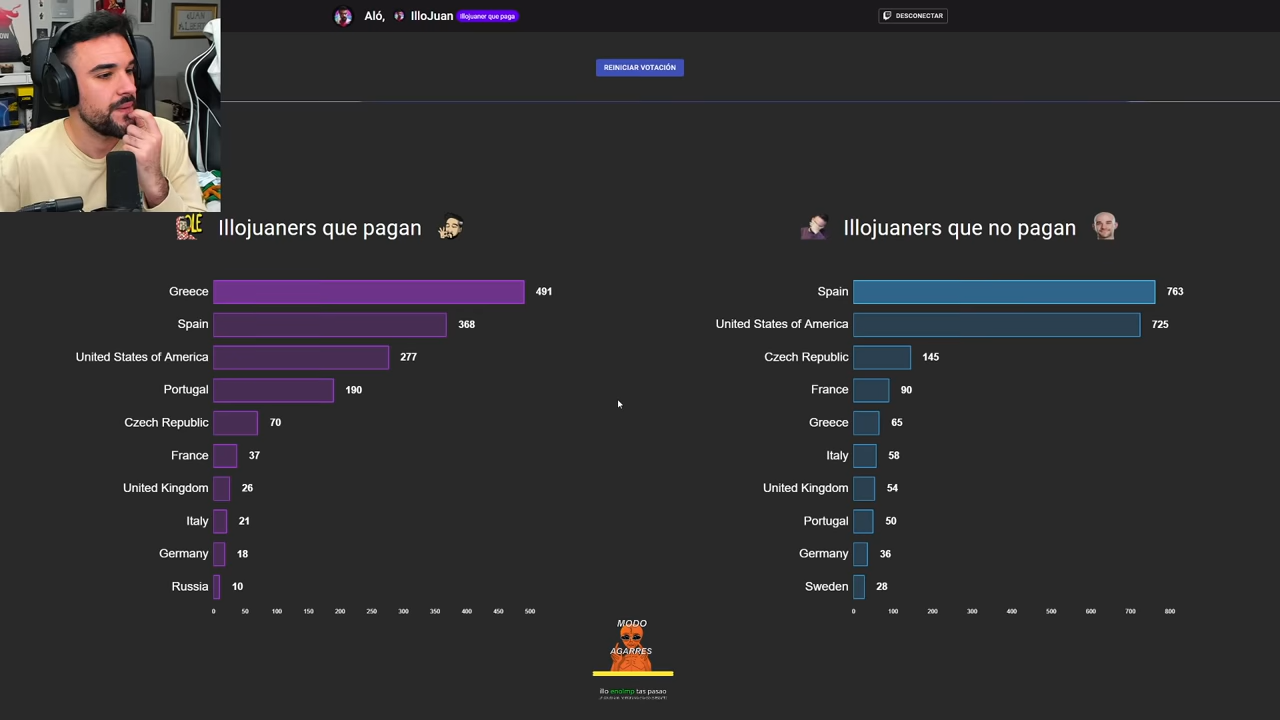 Aló, IlloJuan Illojuaner que paga
DESCONECTAR
REINICIAR VOTACIÓN
Illojuaners que pagan
Greece 491
Spain 368
United States of America 277
Portugal 190
Czech Republic 70
France 37
United Kingdom 26
Italy 21
Germany 18
Russia 10
0 50 100 150 200 250 300 350 400 450 500
Illojuaners que no pagan
Spain 763
United States of America 725
Czech Republic 145
France 90
Greece 65
Italy 58
United Kingdom 54
Portugal 50
Germany 36
Sweden 28
0 100 200 300 400 500 600 700 800
MODO
AGARRES
illo enolmp tas pasao